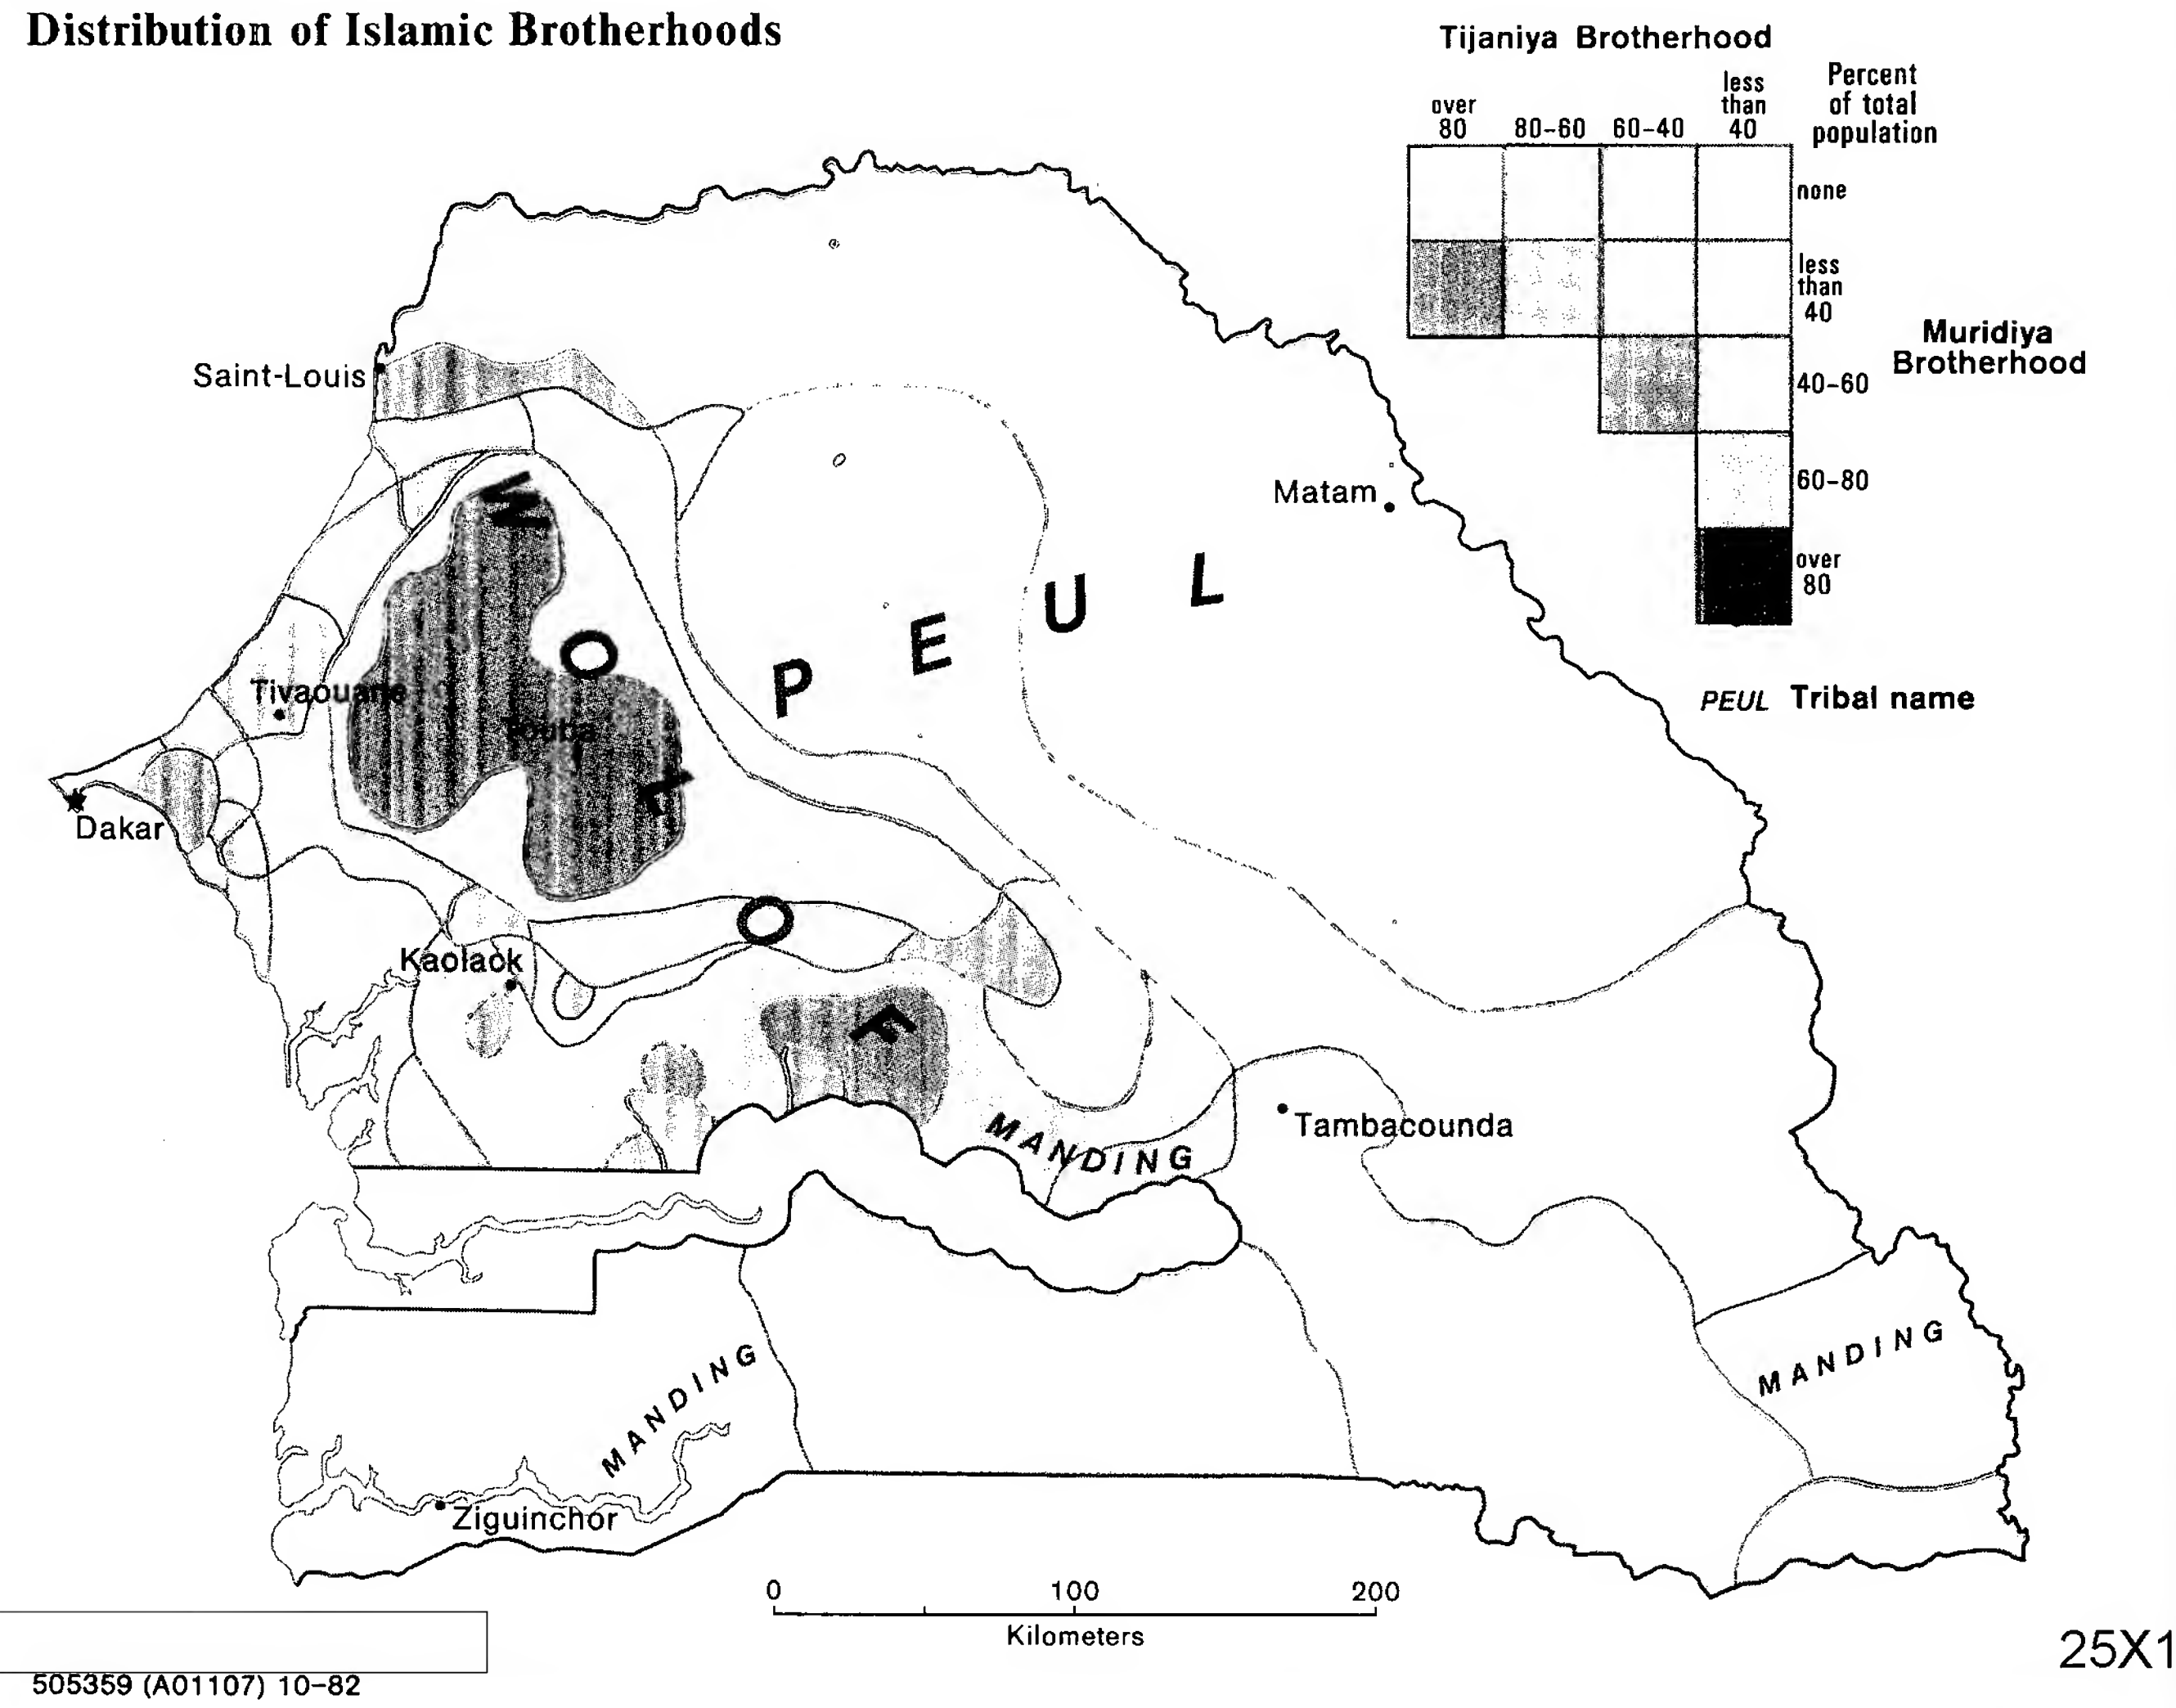 Distribution of Islamic Brotherhoods
Tijaniya Brotherhood
over
80
80-60
60-40
less
than
40
Percent
of total
population
none
less
than
40
40-60
60-80
over
80
Muridiya
Brotherhood
PEUL Tribal name
Saint-Louis
Matam
WOLOF
PEUL
Tivaouane
Touba
Dakar
Kaolack
Tambacounda
MANDING
MANDING
MANDING
Ziguinchor
0 100 200
Kilometers
505359 (A01107) 10-82
25X1